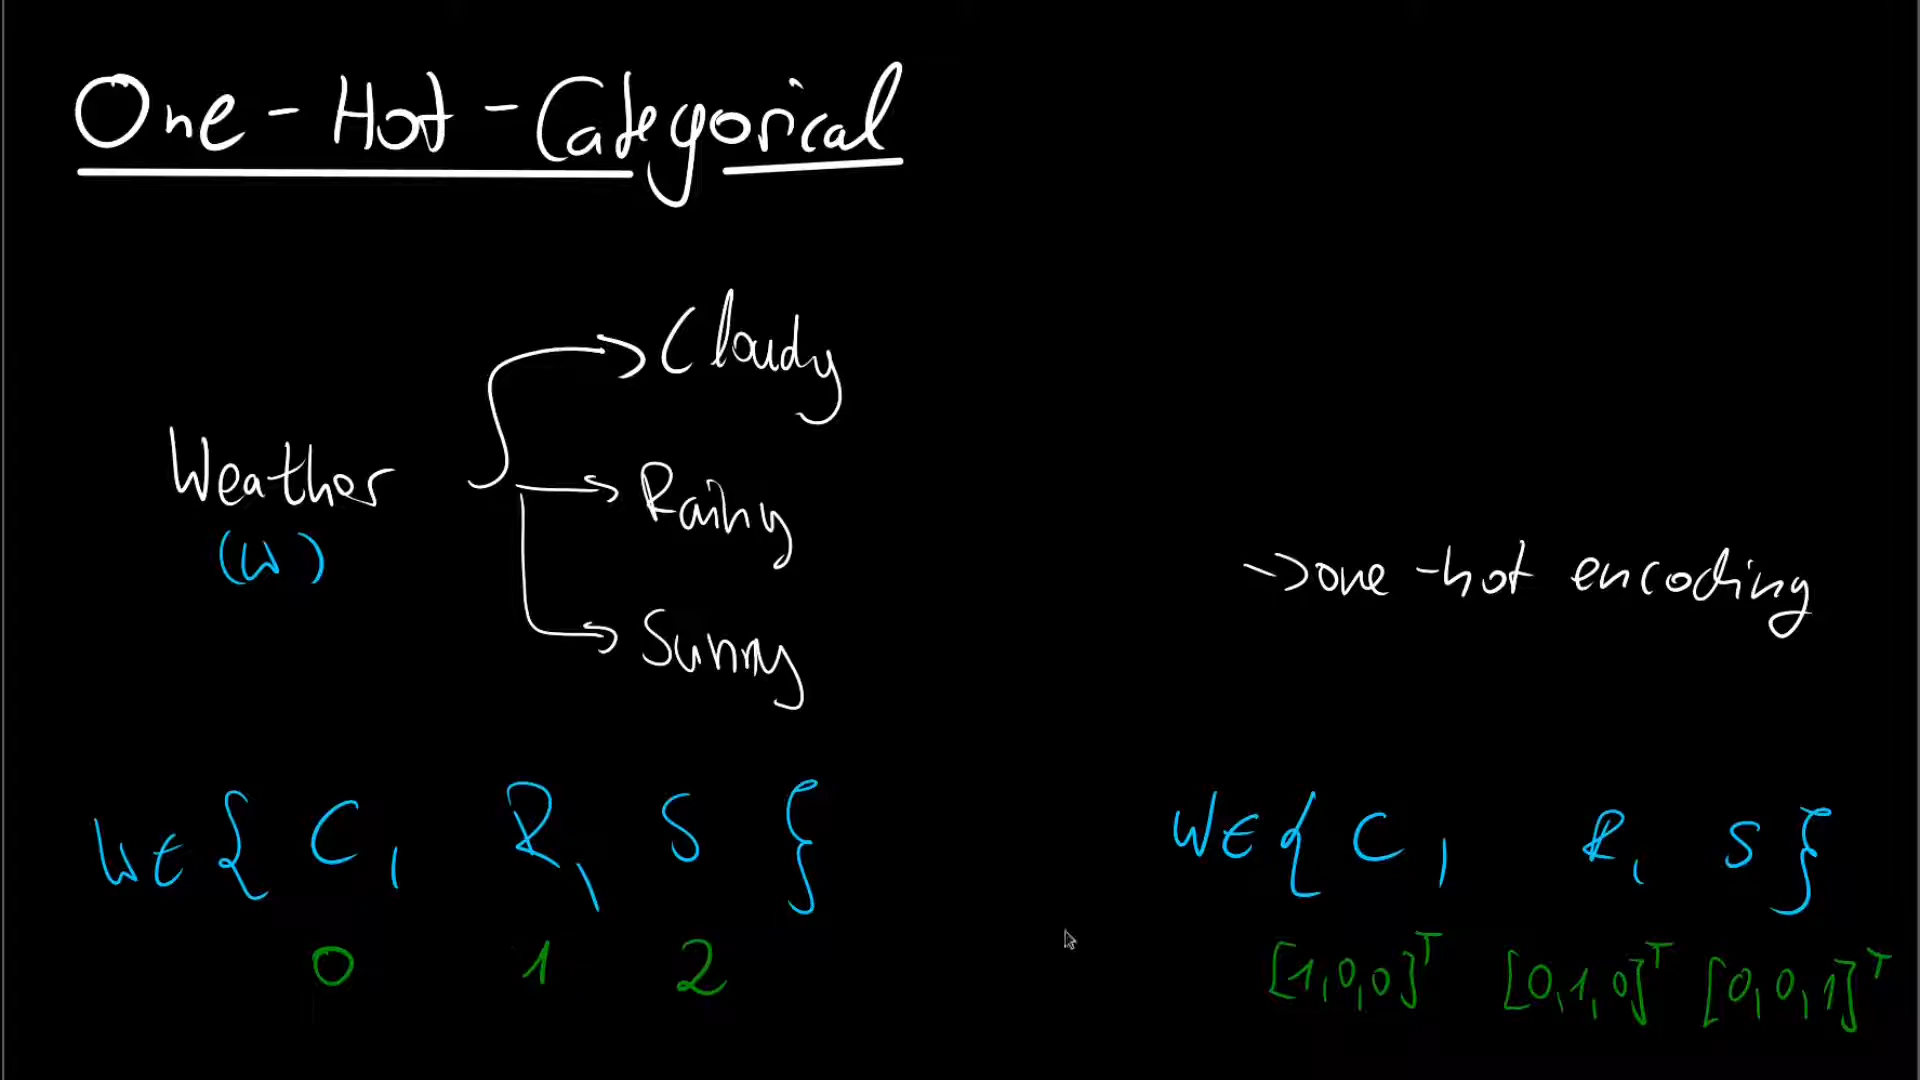 One-Hot-Categorical
Cloudy
Weather
(W)
Rainy
Sunny
→ one-hot encoding
W ∈ { C, R, S }
0 1 2
W ∈ { C, R, S }
[1,0,0]ᵀ [0,1,0]ᵀ [0,0,1]ᵀ